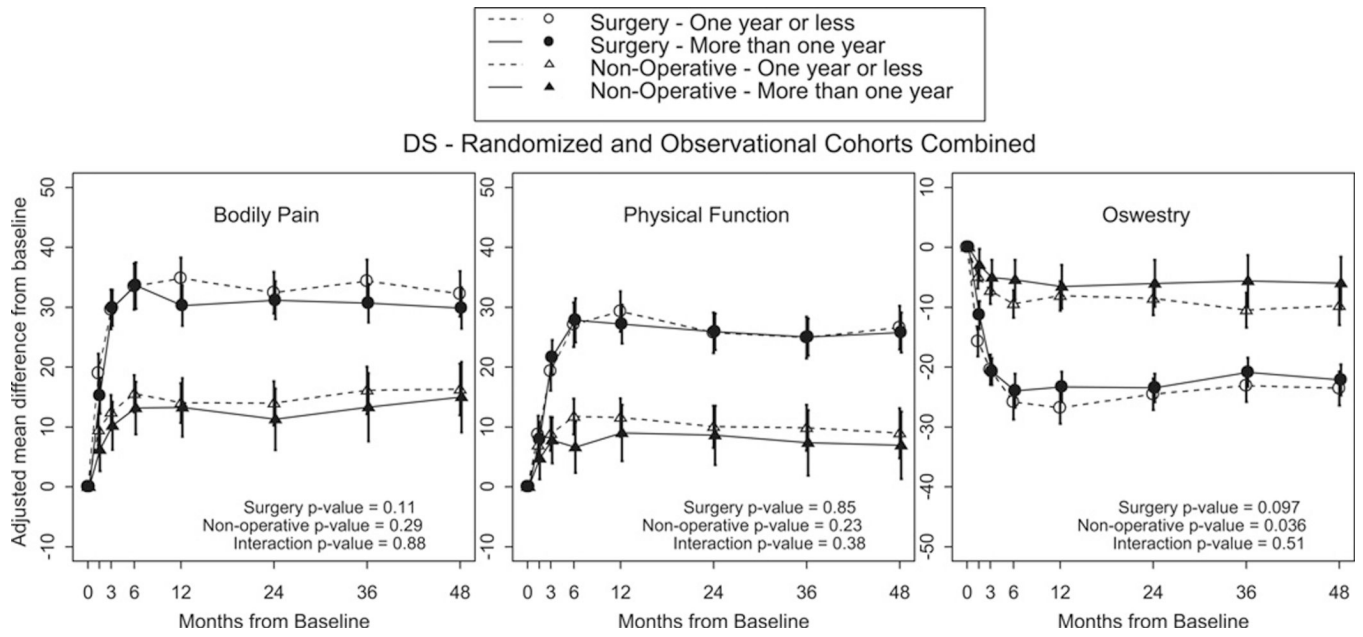 Surgery - One year or less
Surgery - More than one year
Non-Operative - One year or less
Non-Operative - More than one year
DS - Randomized and Observational Cohorts Combined
Adjusted mean difference from baseline
50
40
30
20
10
0
-10
Bodily Pain
Surgery p-value = 0.11
Non-operative p-value = 0.29
Interaction p-value = 0.88
0 3 6 12 24 36 48
Months from Baseline
50
40
30
20
10
0
-10
Physical Function
Surgery p-value = 0.85
Non-operative p-value = 0.23
Interaction p-value = 0.38
0 3 6 12 24 36 48
Months from Baseline
10
0
-10
-20
-30
-40
-50
Oswestry
Surgery p-value = 0.097
Non-operative p-value = 0.036
Interaction p-value = 0.51
0 3 6 12 24 36 48
Months from Baseline